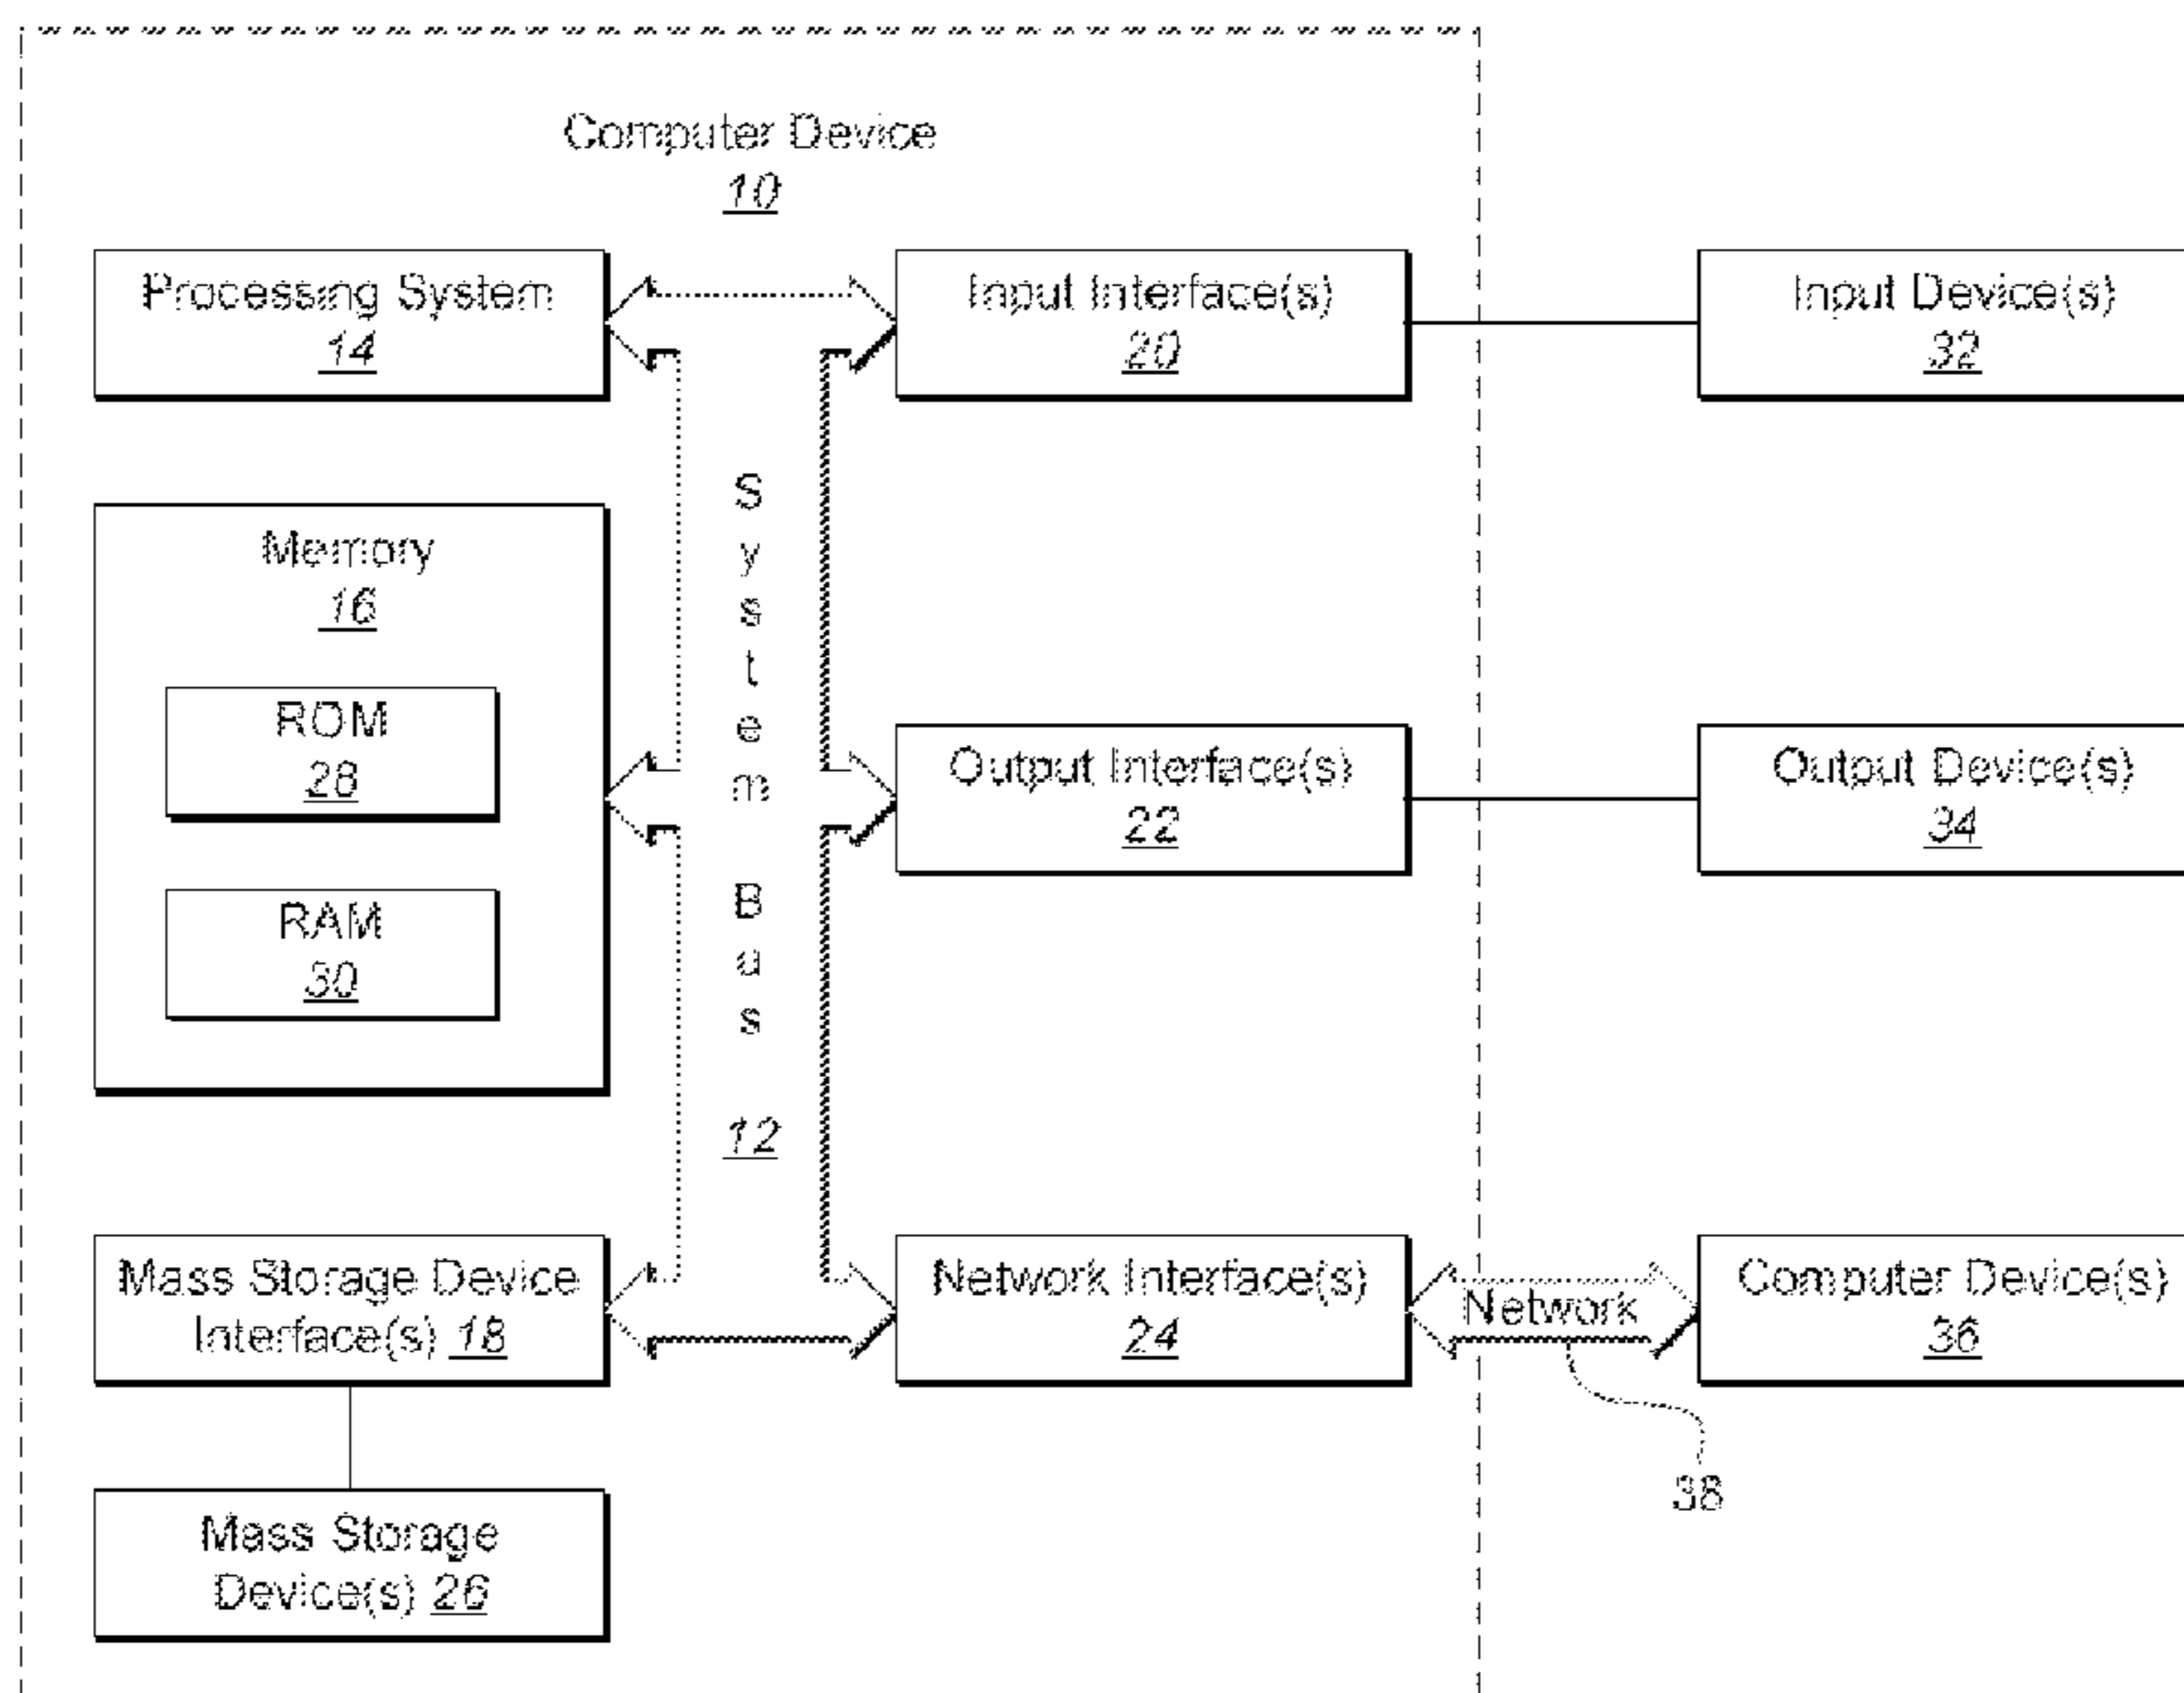 Computer Device
10
Processing System
14
Input Interface(s)
20
Input Device(s)
32
Memory
16
ROM
28
RAM
30
System Bus
12
Output Interface(s)
22
Output Device(s)
34
Mass Storage Device
Interface(s) 18
Network Interface(s)
24
Network
Computer Device(s)
36
38
Mass Storage
Device(s) 26